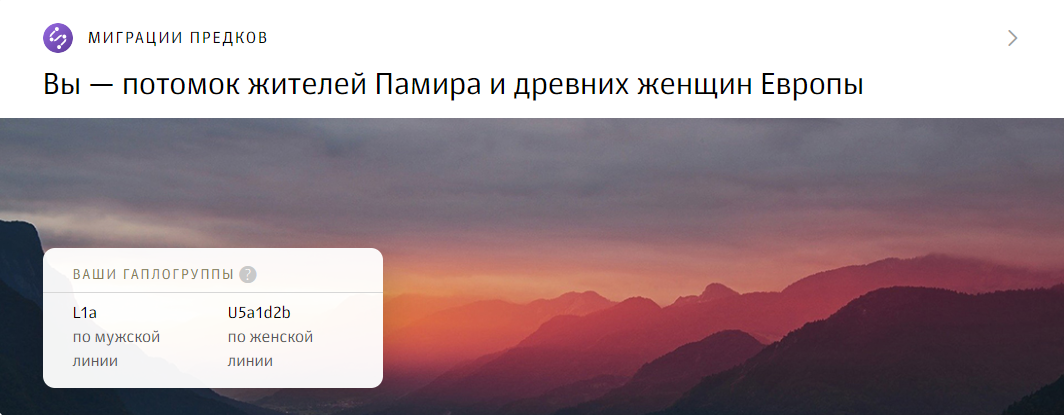 МИГРАЦИИ ПРЕДКОВ
Вы — потомок жителей Памира и древних женщин Европы
ВАШИ ГАПЛОГРУППЫ ?
L1a U5a1d2b
по мужской по женской
линии линии